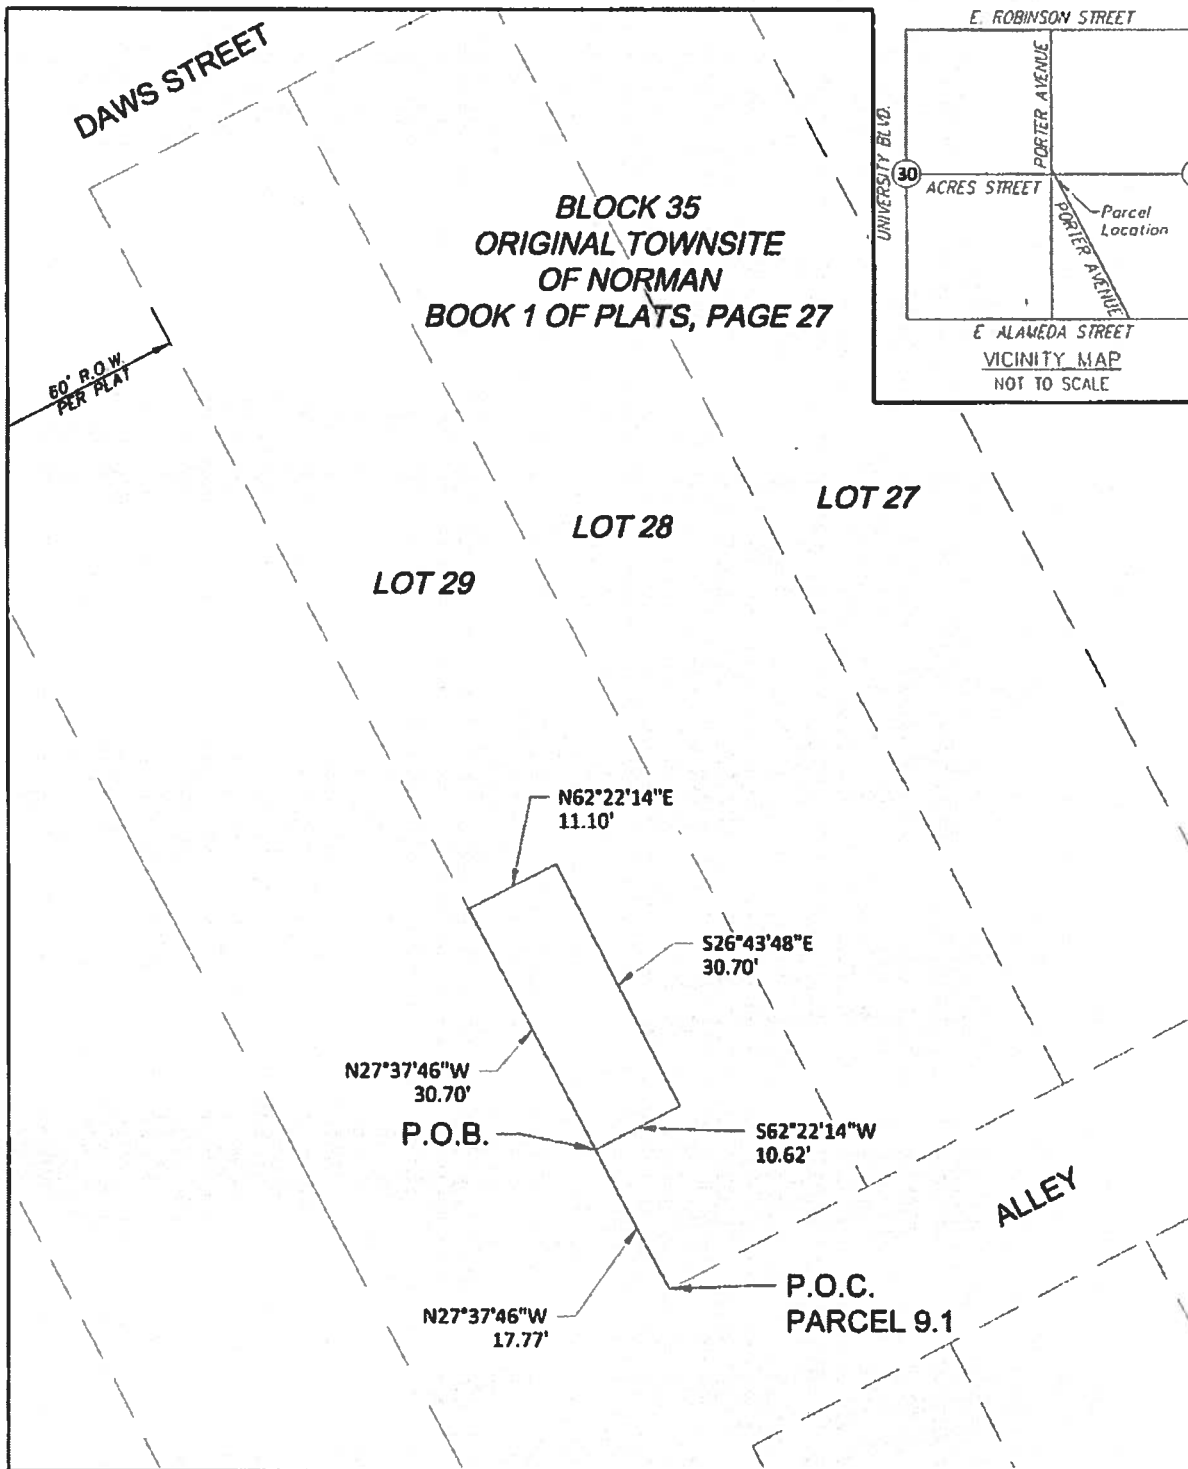 DAWS STREET
BLOCK 35
ORIGINAL TOWNSITE
OF NORMAN
BOOK 1 OF PLATS, PAGE 27
60' R.O.W.
PER PLAT
E. ROBINSON STREET
PORTER AVENUE
UNIVERSITY BLVD.
30
ACRES STREET
Parcel
Location
PORTER AVENUE
E ALAMEDA STREET
VICINITY MAP
NOT TO SCALE
LOT 27
LOT 28
LOT 29
N62°22'14"E
11.10'
S26°43'48"E
30.70'
N27°37'46"W
30.70'
P.O.B.
S62°22'14"W
10.62'
ALLEY
N27°37'46"W
17.77'
P.O.C.
PARCEL 9.1